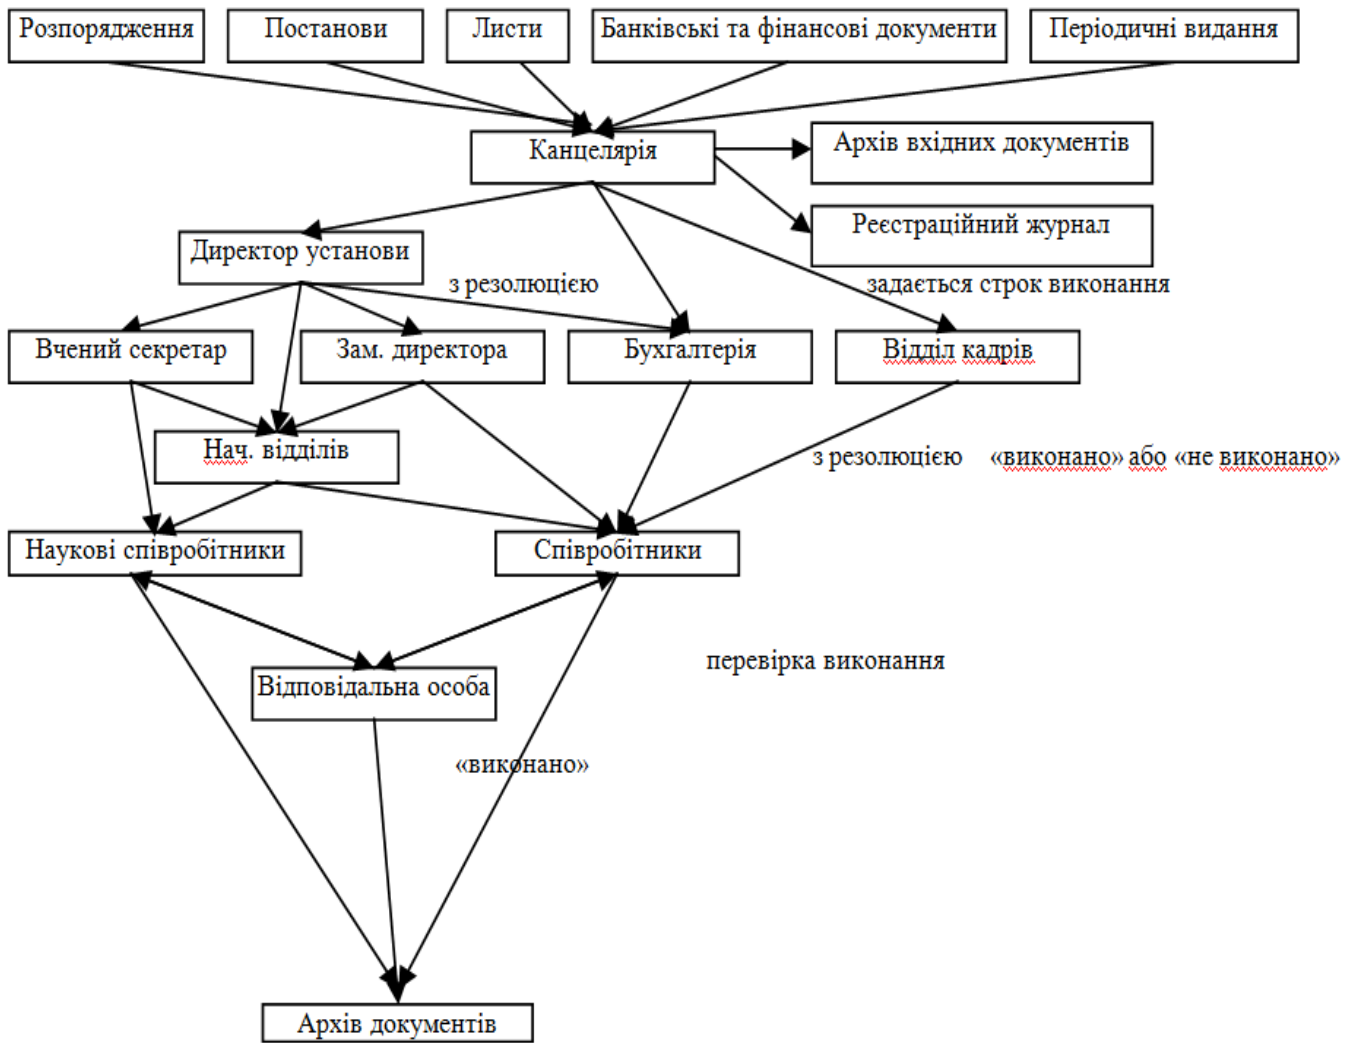 Розпорядження
Постанови
Листи
Банківські та фінансові документи
Періодичні видання
Канцелярія
Архів вхідних документів
Реєстраційний журнал
Директор установи
з резолюцією
задається строк виконання
Вчений секретар
Зам. директора
Бухгалтерія
Відділ кадрів
Нач. відділів
з резолюцією «виконано» або «не виконано»
Наукові співробітники
Співробітники
перевірка виконання
Відповідальна особа
«виконано»
Архів документів